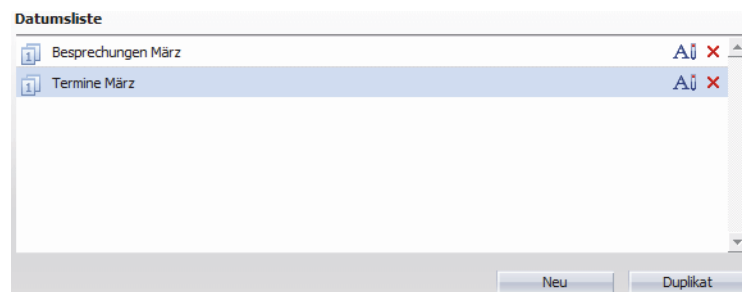 Datumsliste
Besprechungen März
Termine März
Neu Duplikat